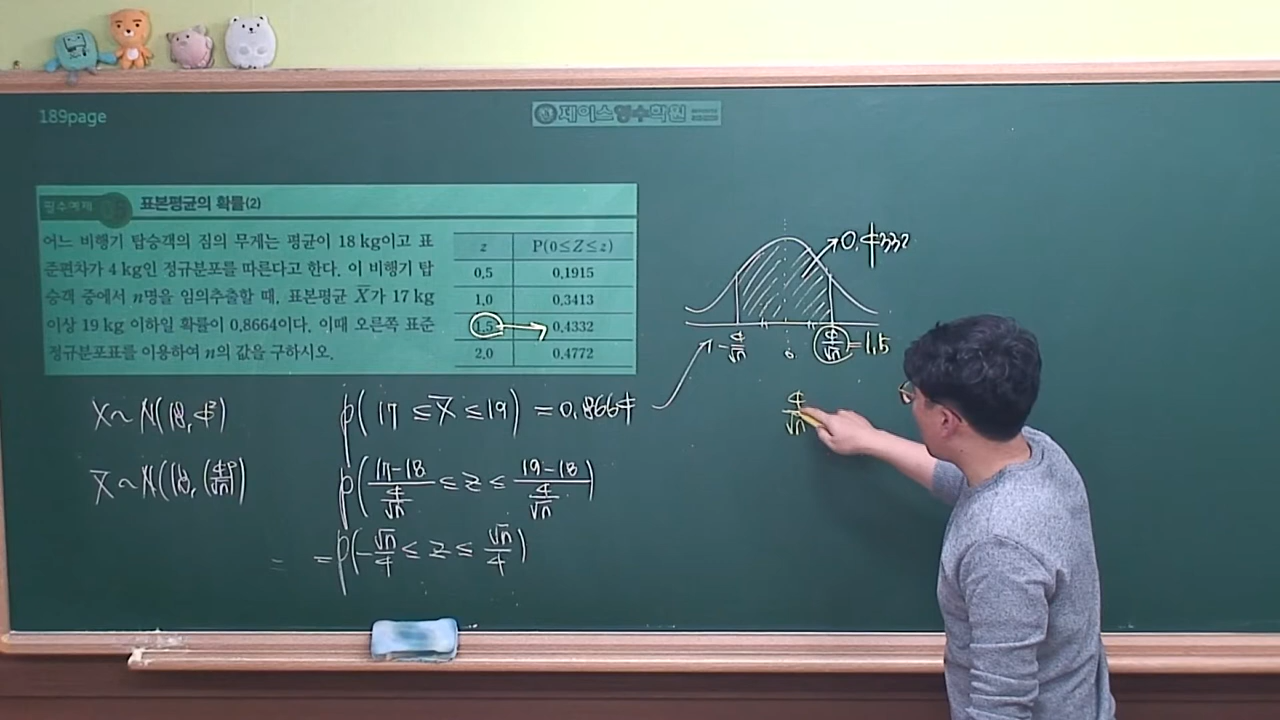 189page
제이스영수학원
필수예제
표본평균의 확률(2)
어느 비행기 탑승객의 짐의 무게는 평균이 18 kg이고 표
준편차가 4 kg인 정규분포를 따른다고 한다. 이 비행기 탑
승객 중에서 n명을 임의추출할 때, 표본평균 X̄가 17 kg
이상 19 kg 이하일 확률이 0.8664이다. 이때 오른쪽 표준
정규분포표를 이용하여 n의 값을 구하시오.
z P(0≤Z≤z)
0.5 0.1915
1.0 0.3413
1.5 0.4332
2.0 0.4772
X~N(18, 4²)
X̄~N(18, (4/√n)²)
P(17 ≤ X̄ ≤ 19) = 0.8664
P((17-18)/(4/√n) ≤ Z ≤ (19-18)/(4/√n))
= P(-√n/4 ≤ Z ≤ √n/4)
0.4332
-4/√n 0 4/√n = 1.5
4/√n